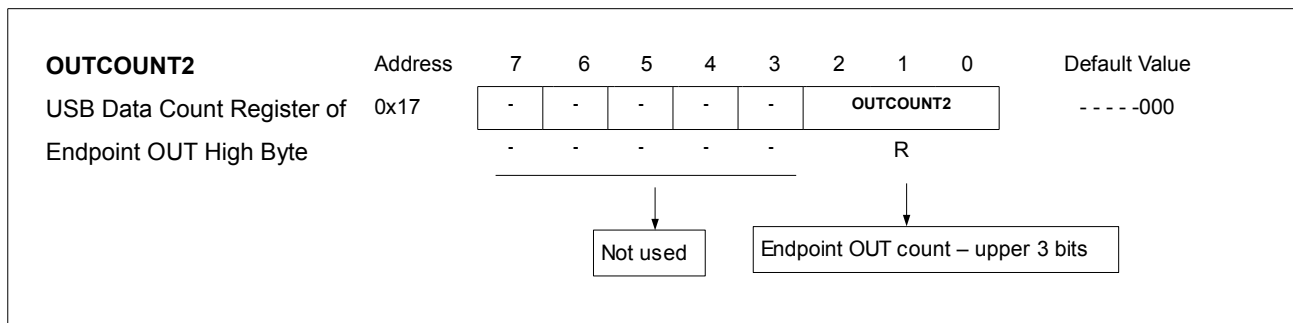 OUTCOUNT2 Address 7 6 5 4 3 2 1 0 Default Value
USB Data Count Register of 0x17 - - - - - OUTCOUNT2 - - - - -000
Endpoint OUT High Byte - - - - - R
Not used Endpoint OUT count – upper 3 bits